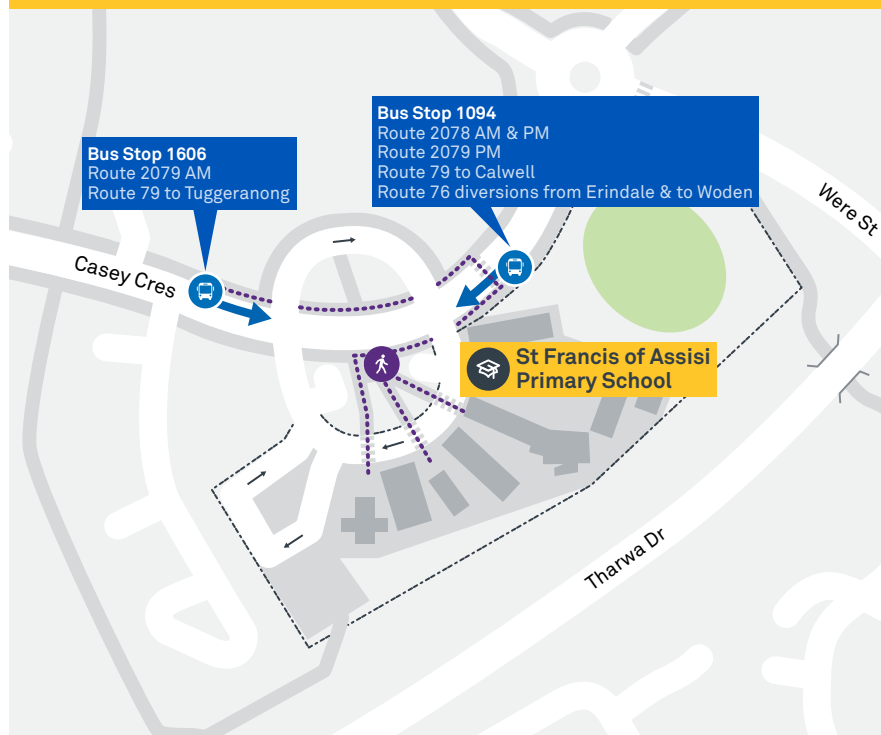 Bus Stop 1094
Route 2078 AM & PM
Route 2079 PM
Route 79 to Calwell
Route 76 diversions from Erindale & to Woden
Bus Stop 1606
Route 2079 AM
Route 79 to Tuggeranong
Were St
Casey Cres
St Francis of Assisi
Primary School
Tharwa Dr